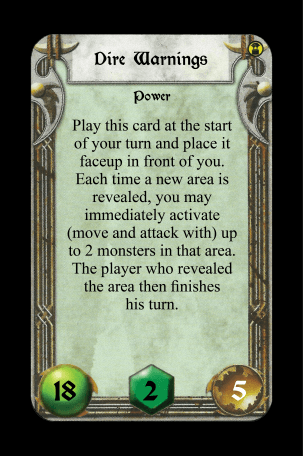 Dire Warnings
Power
Play this card at the start
of your turn and place it
faceup in front of you.
Each time a new area is
revealed, you may
immediately activate
(move and attack with) up
to 2 monsters in that area.
The player who revealed
the area then finishes
his turn.
18
2
5